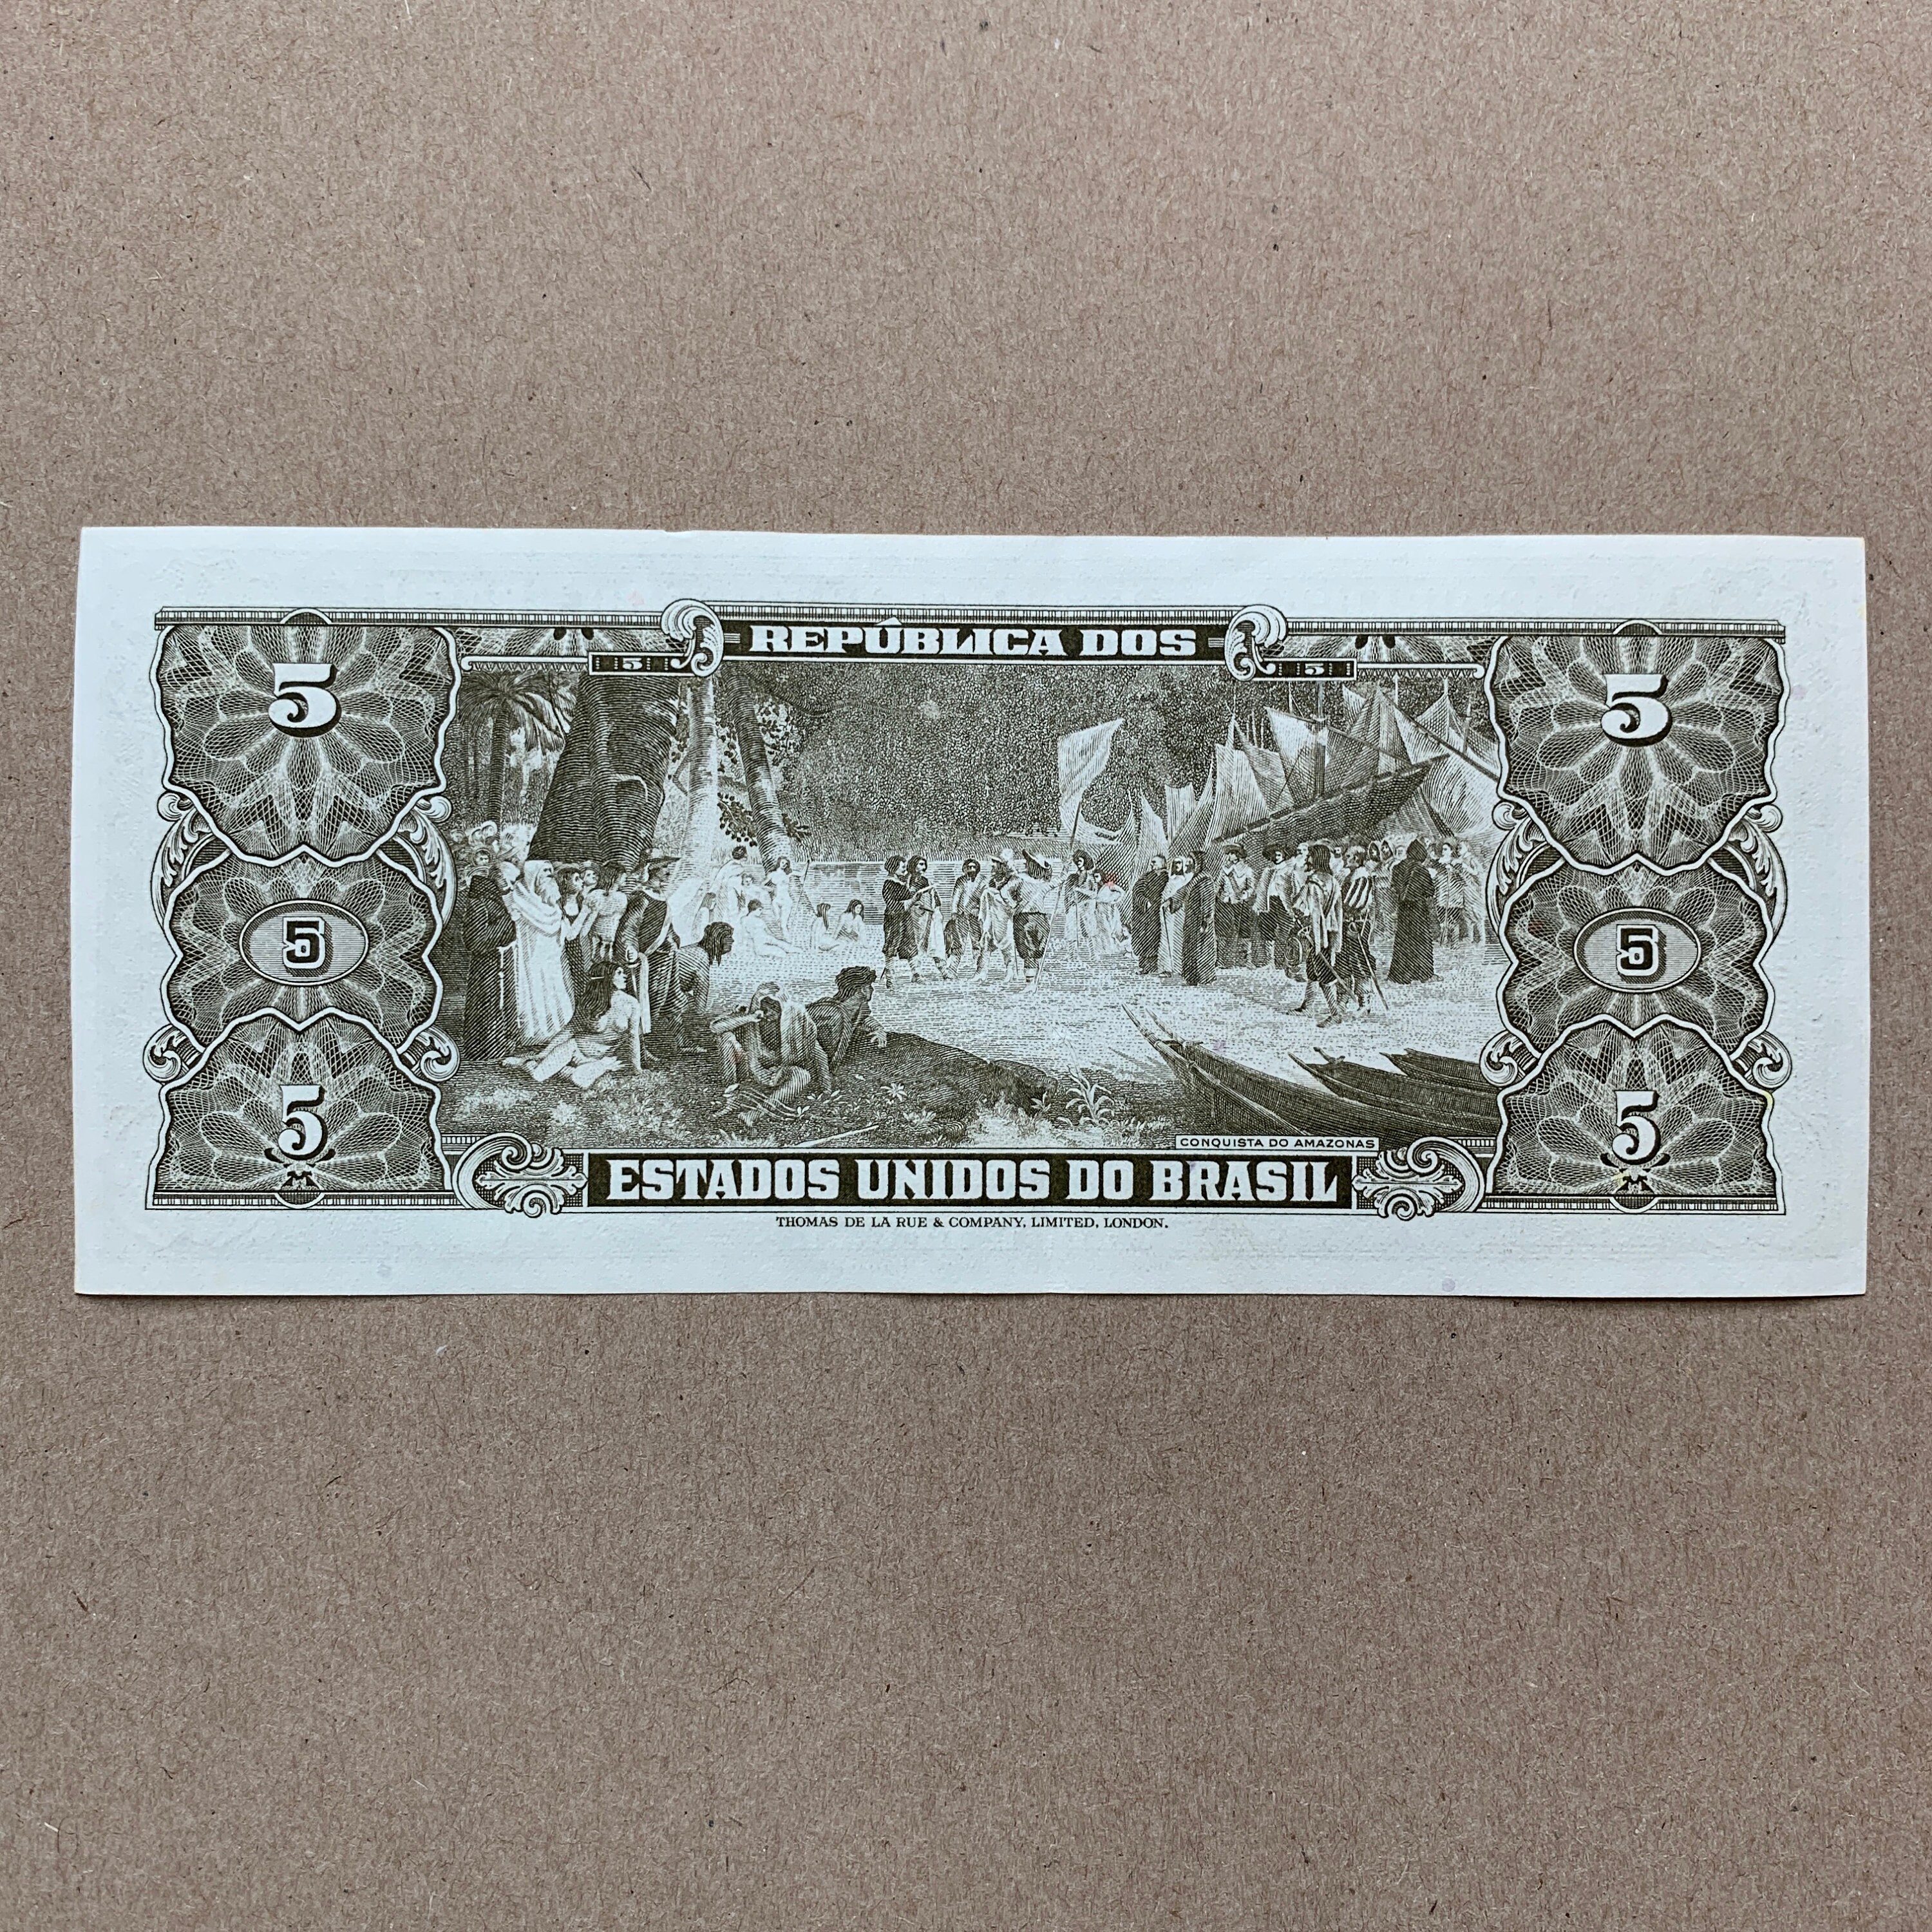 REPÚBLICA DOS
5 5
5 5
5 5
5 5
CONQUISTA DO AMAZONAS
ESTADOS UNIDOS DO BRASIL
THOMAS DE LA RUE & COMPANY, LIMITED, LONDON.